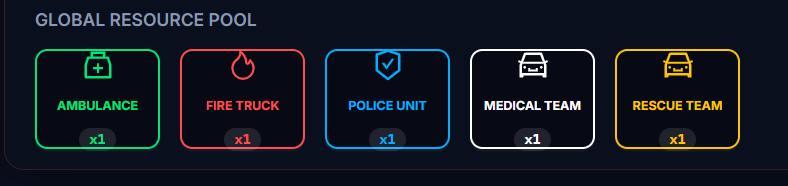 GLOBAL RESOURCE POOL
AMBULANCE
FIRE TRUCK
POLICE UNIT
MEDICAL TEAM
RESCUE TEAM
x1
x1
x1
x1
x1